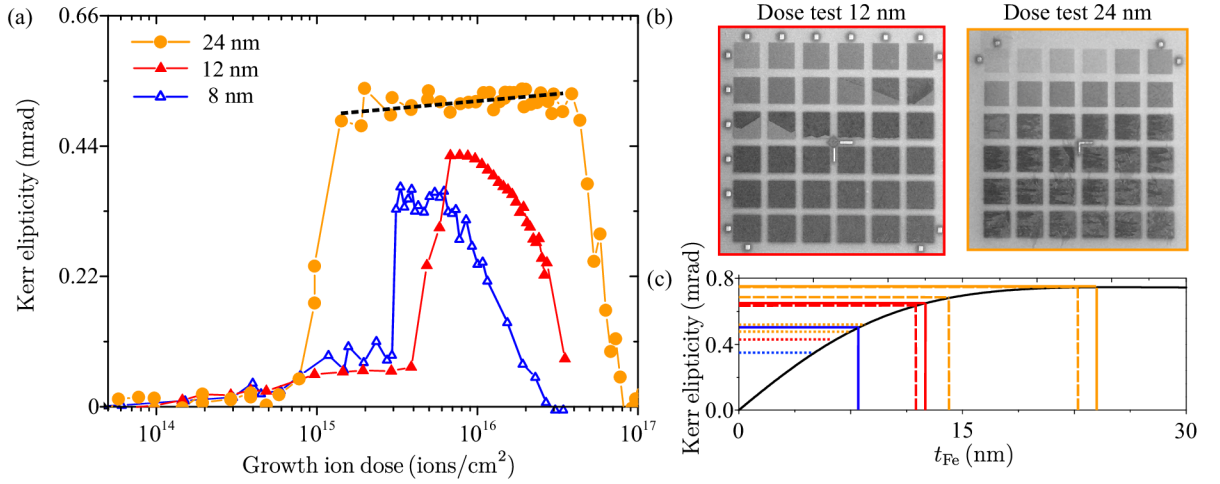 (a)
0.66
0.44
0.22
0
Kerr elipticity (mrad)
24 nm
12 nm
8 nm
10^14
10^15
10^16
10^17
Growth ion dose (ions/cm²)
(b)
Dose test 12 nm
Dose test 24 nm
(c)
0.8
0.4
0.0
Kerr elipticity (mrad)
0
15
30
t_Fe (nm)